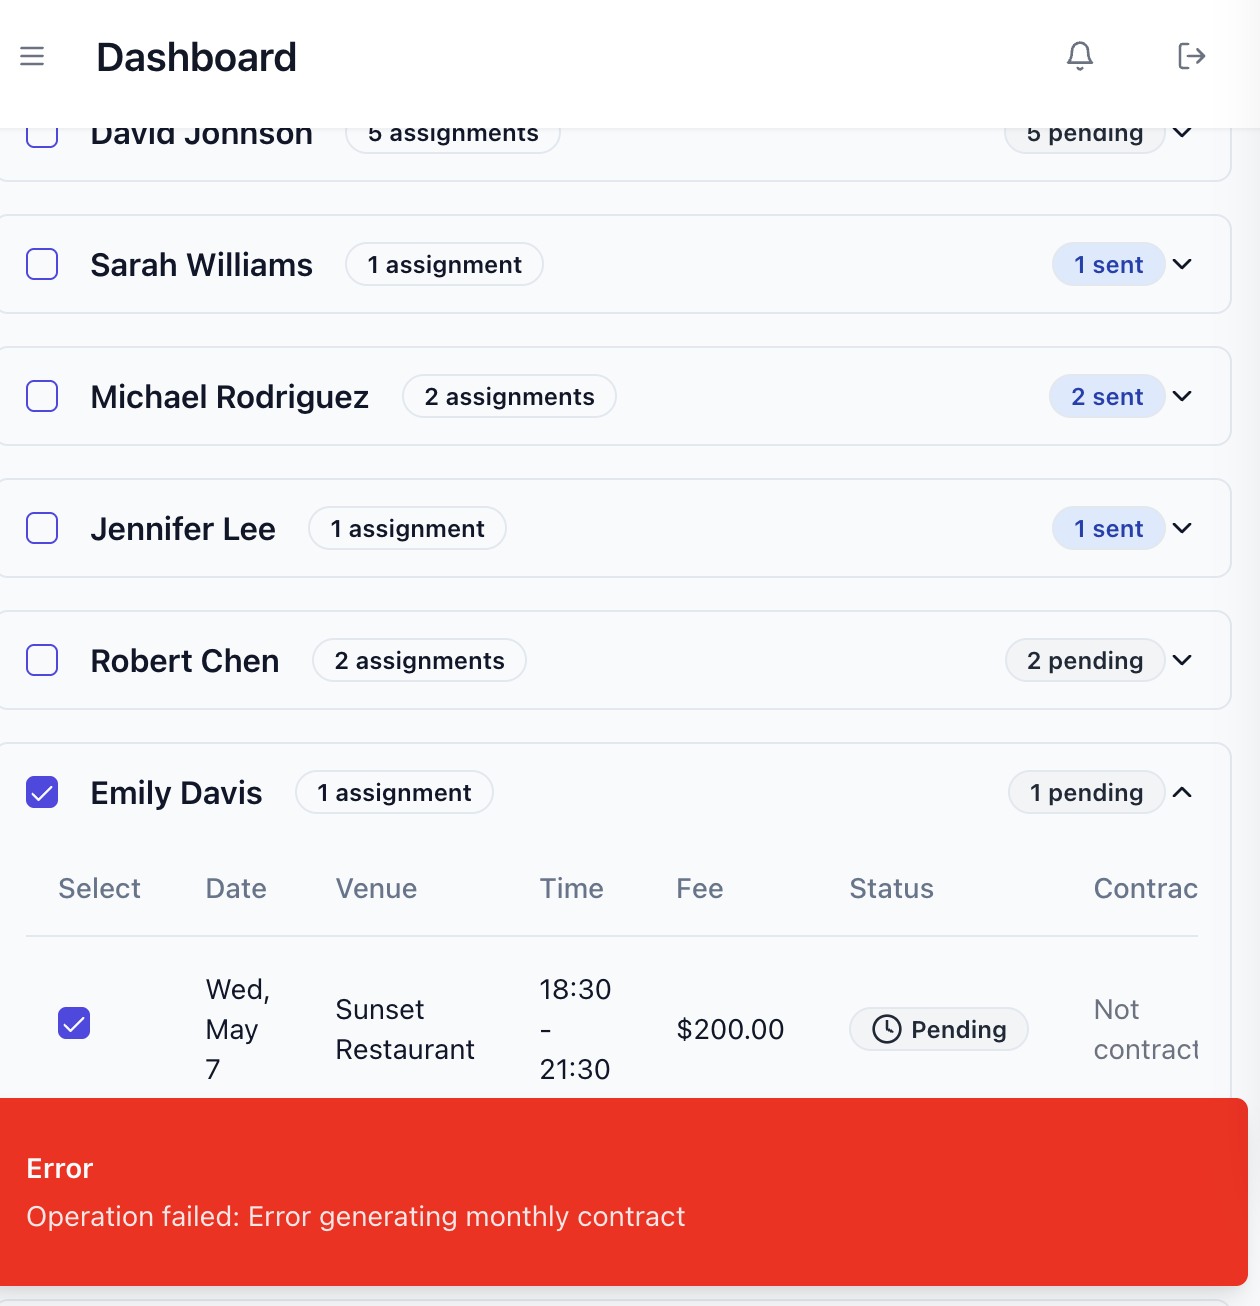 Dashboard
David Johnson 5 assignments 5 pending
Sarah Williams 1 assignment 1 sent
Michael Rodriguez 2 assignments 2 sent
Jennifer Lee 1 assignment 1 sent
Robert Chen 2 assignments 2 pending
Emily Davis 1 assignment 1 pending
Select Date Venue Time Fee Status Contrac
Wed,
May
7
Sunset
Restaurant
18:30
-
21:30
$200.00
Pending
Not
contract
Error
Operation failed: Error generating monthly contract